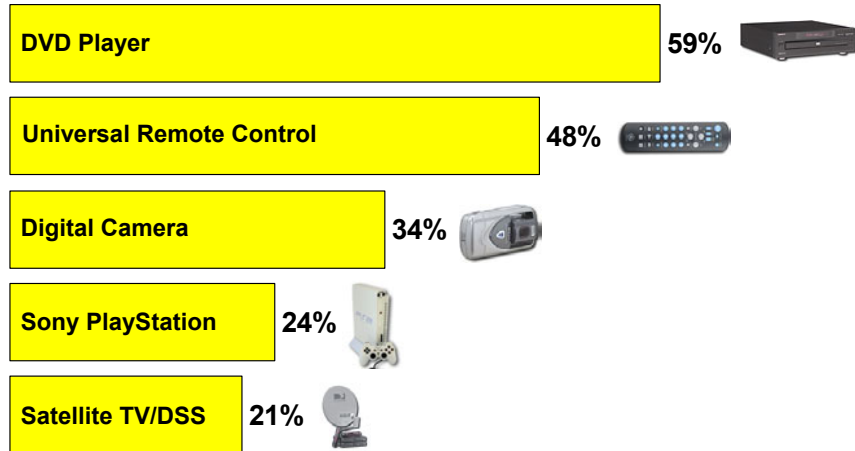 DVD Player 59%
Universal Remote Control 48%
Digital Camera 34%
Sony PlayStation 24%
Satellite TV/DSS 21%